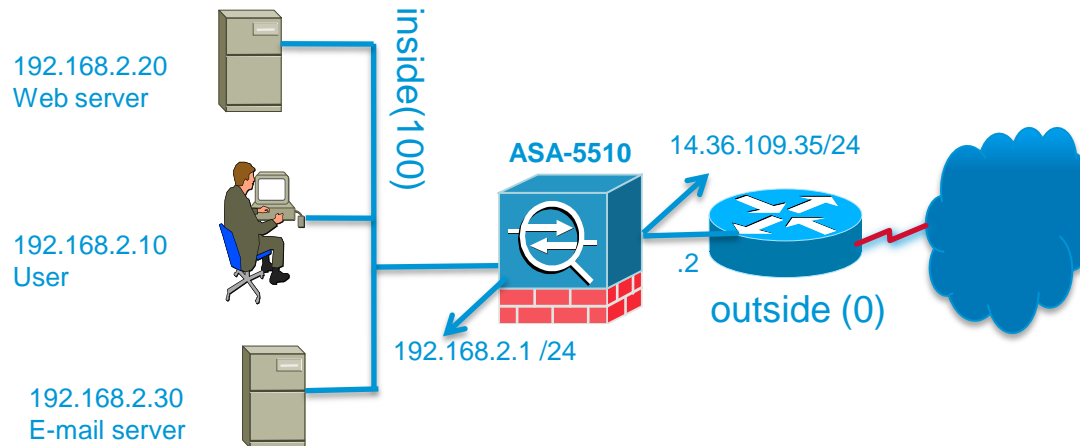 192.168.2.20
Web server
inside(100)
ASA-5510
14.36.109.35/24
192.168.2.10
User
.2
outside (0)
192.168.2.1 /24
192.168.2.30
E-mail server